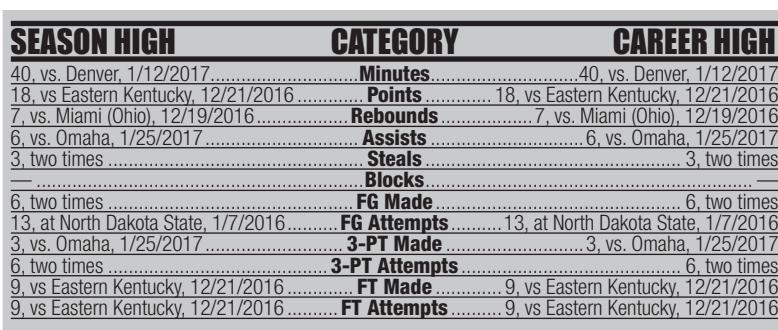 SEASON HIGH CATEGORY CAREER HIGH
40, vs. Denver, 1/12/2017 Minutes 40, vs. Denver, 1/12/2017
18, vs Eastern Kentucky, 12/21/2016 Points 18, vs Eastern Kentucky, 12/21/2016
7, vs. Miami (Ohio), 12/19/2016 Rebounds 7, vs. Miami (Ohio), 12/19/2016
6, vs. Omaha, 1/25/2017 Assists 6, vs. Omaha, 1/25/2017
3, two times Steals 3, two times
— Blocks —
6, two times FG Made 6, two times
13, at North Dakota State, 1/7/2016 FG Attempts 13, at North Dakota State, 1/7/2016
3, vs. Omaha, 1/25/2017 3-PT Made 3, vs. Omaha, 1/25/2017
6, two times 3-PT Attempts 6, two times
9, vs Eastern Kentucky, 12/21/2016 FT Made 9, vs Eastern Kentucky, 12/21/2016
9, vs Eastern Kentucky, 12/21/2016 FT Attempts 9, vs Eastern Kentucky, 12/21/2016